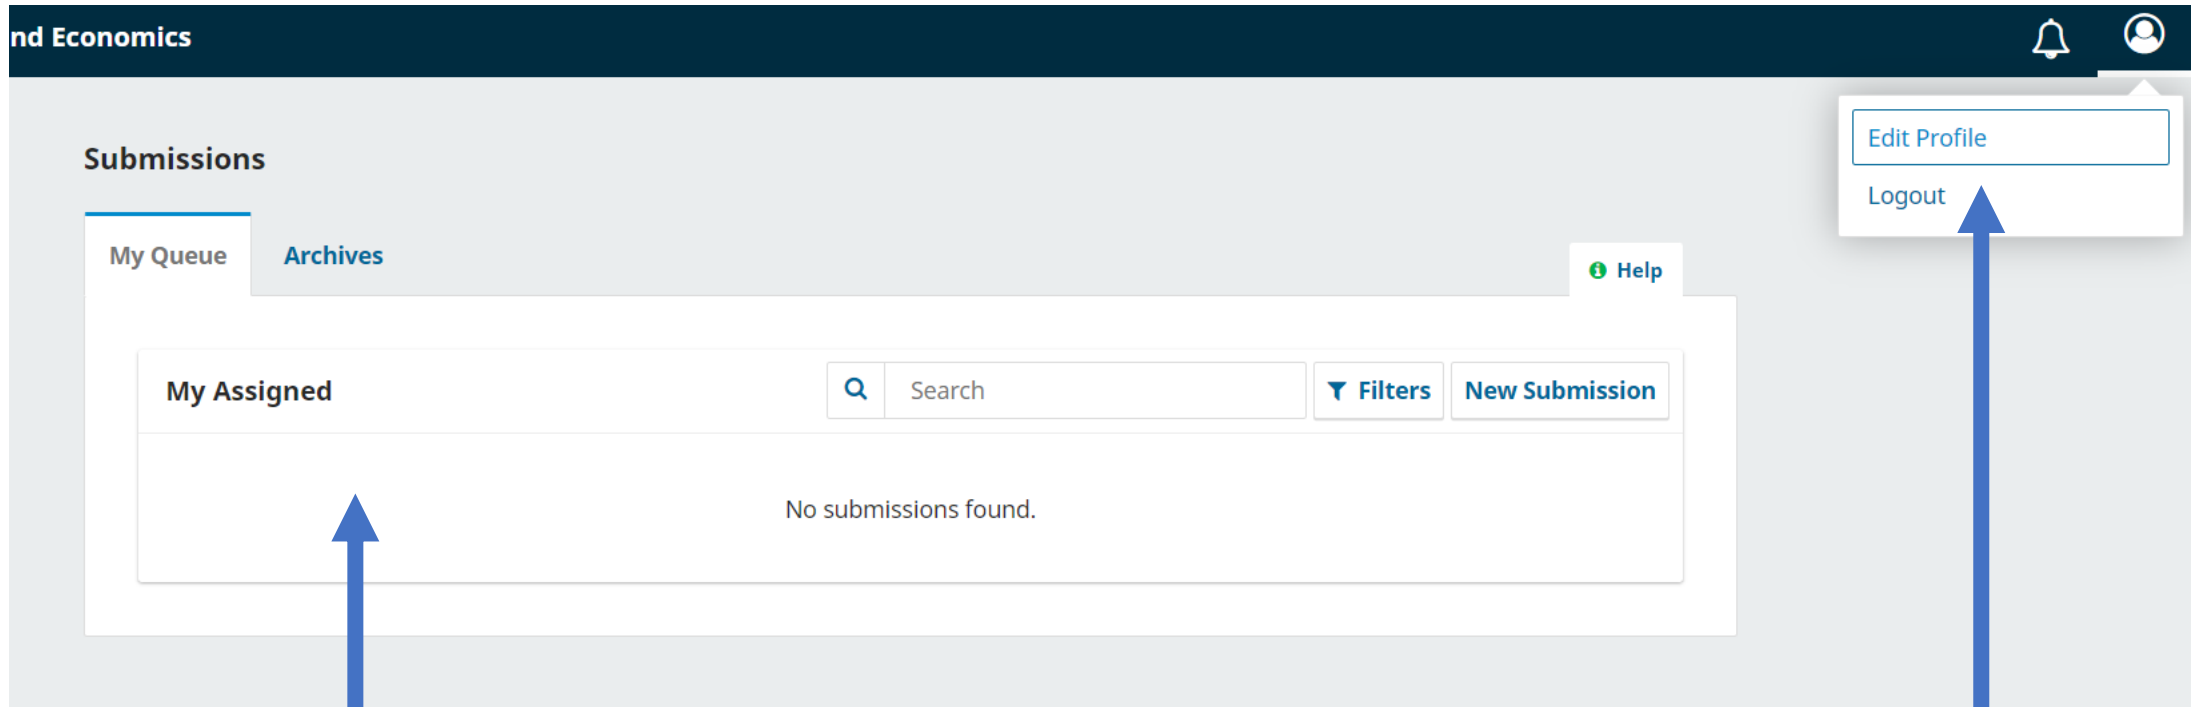 nd Economics
Edit Profile
Logout
Submissions
My Queue
Archives
Help
My Assigned
Search
Filters
New Submission
No submissions found.